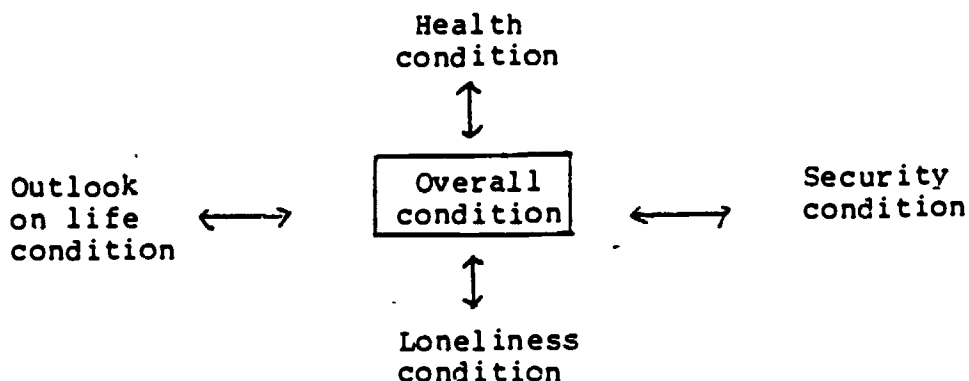 Health
condition
Outlook
on life
condition
Overall
condition
Security
condition
Loneliness
condition